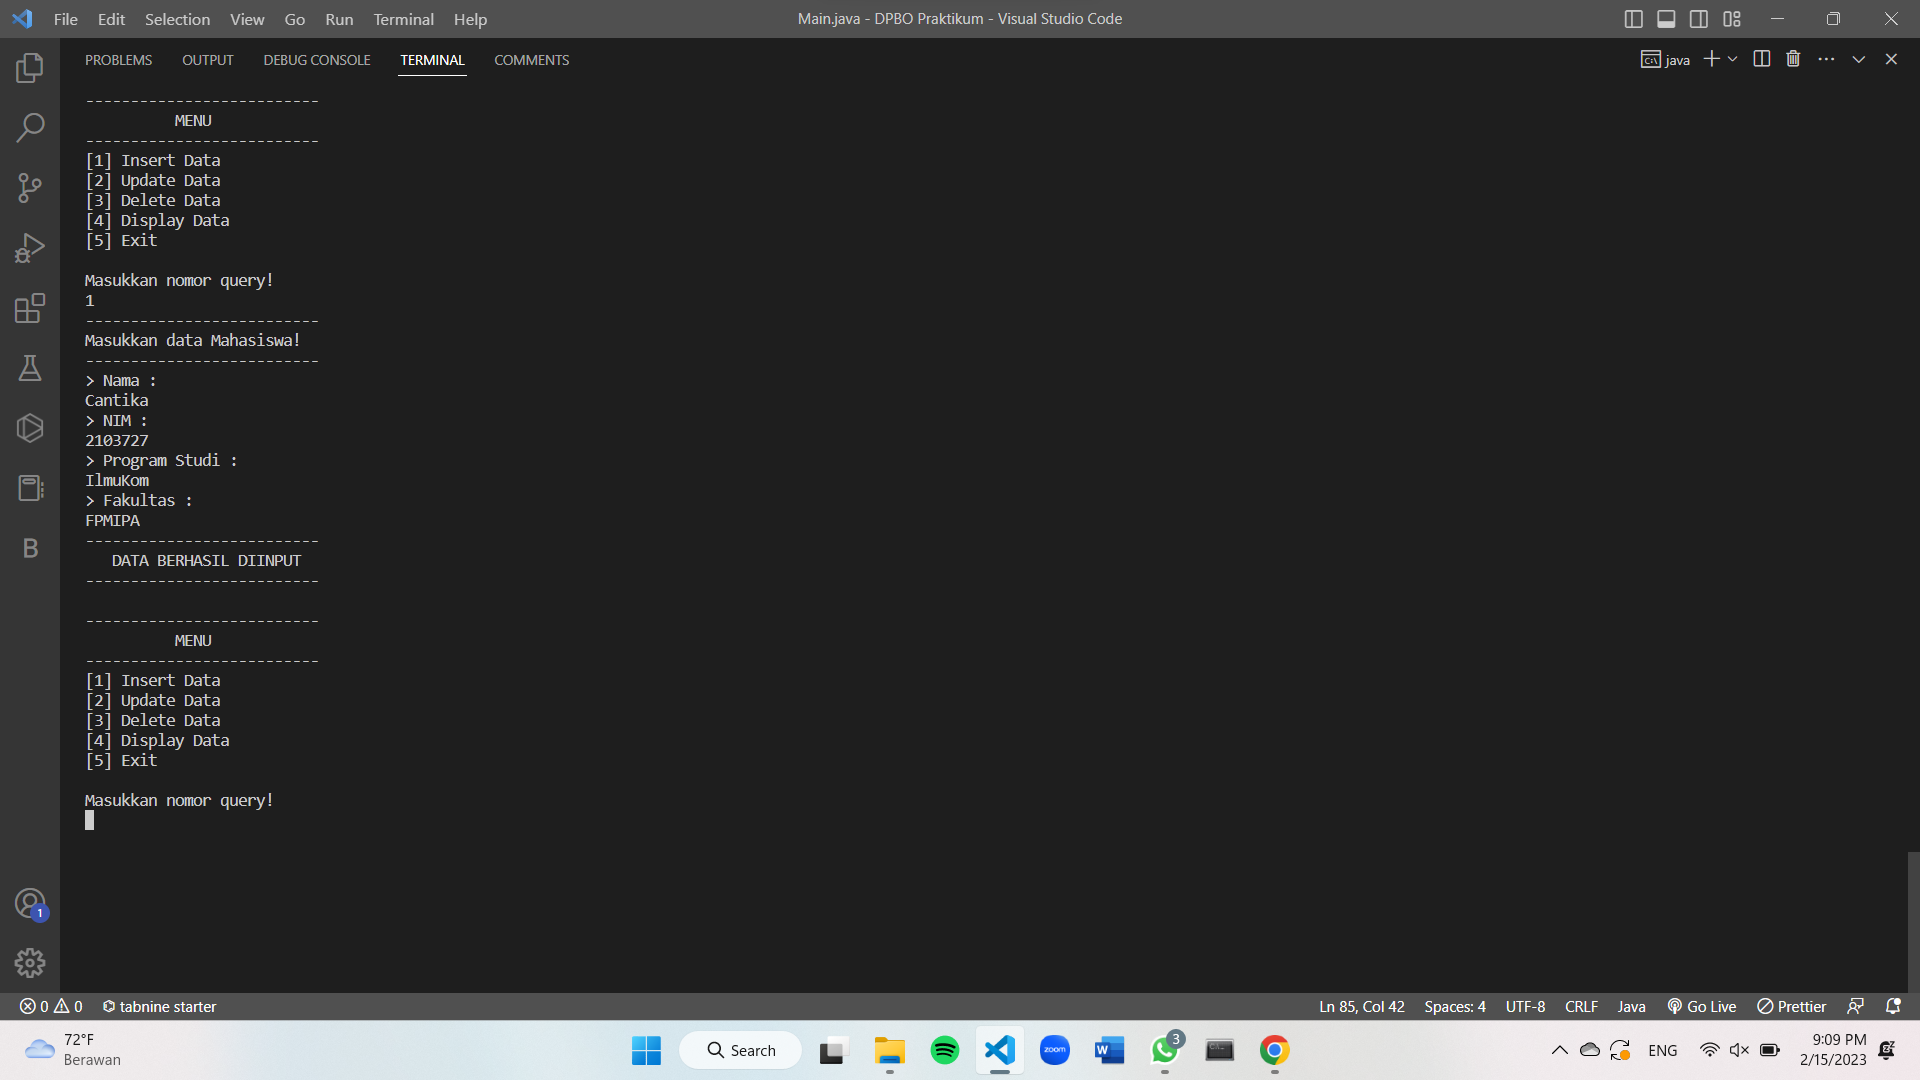 File Edit Selection View Go Run Terminal Help
Main.java - DPBO Praktikum - Visual Studio Code
PROBLEMS OUTPUT DEBUG CONSOLE TERMINAL COMMENTS
java
--------------------------
MENU
--------------------------
[1] Insert Data
[2] Update Data
[3] Delete Data
[4] Display Data
[5] Exit
Masukkan nomor query!
1
--------------------------
Masukkan data Mahasiswa!
--------------------------
> Nama :
Cantika
> NIM :
2103727
> Program Studi :
IlmuKom
> Fakultas :
FPMIPA
--------------------------
DATA BERHASIL DIINPUT
--------------------------
--------------------------
MENU
--------------------------
[1] Insert Data
[2] Update Data
[3] Delete Data
[4] Display Data
[5] Exit
Masukkan nomor query!
B
1
0 0 tabnine starter
Ln 85, Col 42 Spaces: 4 UTF-8 CRLF Java Go Live Prettier
72°F
Berawan
Search
zoom
W
3
ENG
9:09 PM
2/15/2023